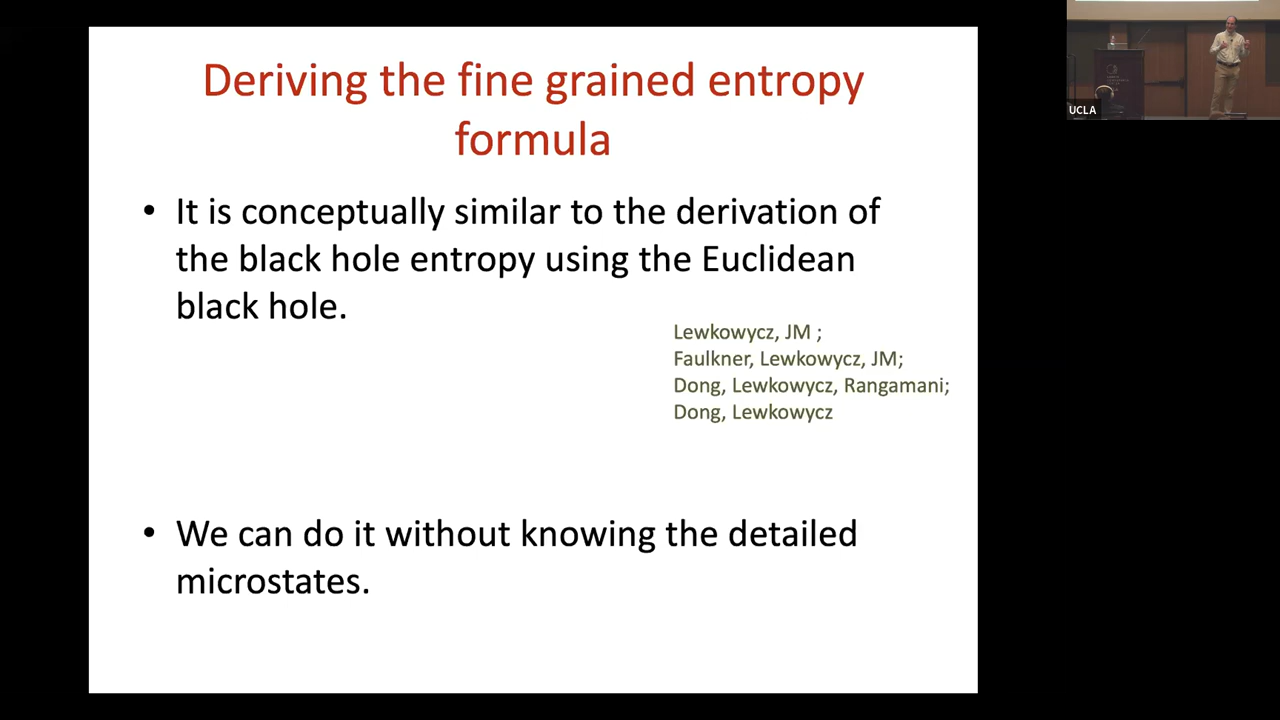 Deriving the fine grained entropy
formula
• It is conceptually similar to the derivation of
the black hole entropy using the Euclidean
black hole.
Lewkowycz, JM ;
Faulkner, Lewkowycz, JM;
Dong, Lewkowycz, Rangamani;
Dong, Lewkowycz
• We can do it without knowing the detailed
microstates.
UCLA